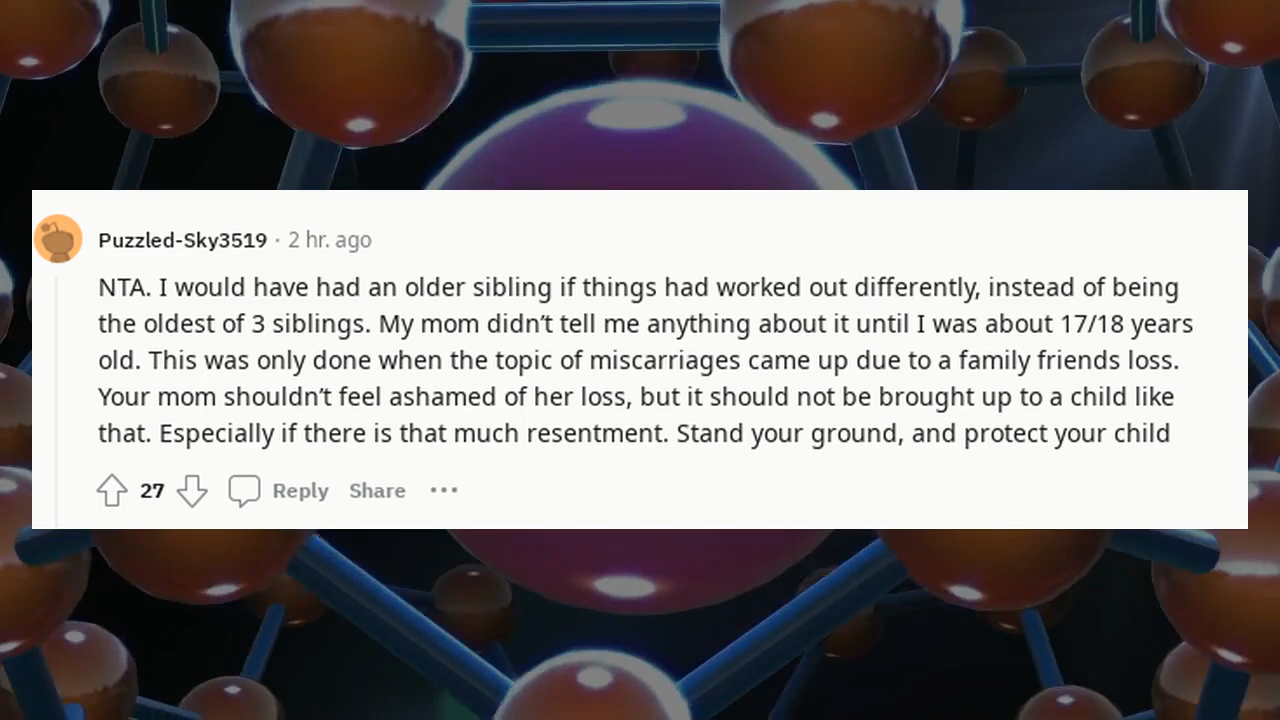 Puzzled-Sky3519 · 2 hr. ago
NTA. I would have had an older sibling if things had worked out differently, instead of being
the oldest of 3 siblings. My mom didn’t tell me anything about it until I was about 17/18 years
old. This was only done when the topic of miscarriages came up due to a family friends loss.
Your mom shouldn’t feel ashamed of her loss, but it should not be brought up to a child like
that. Especially if there is that much resentment. Stand your ground, and protect your child
27 Reply Share ···